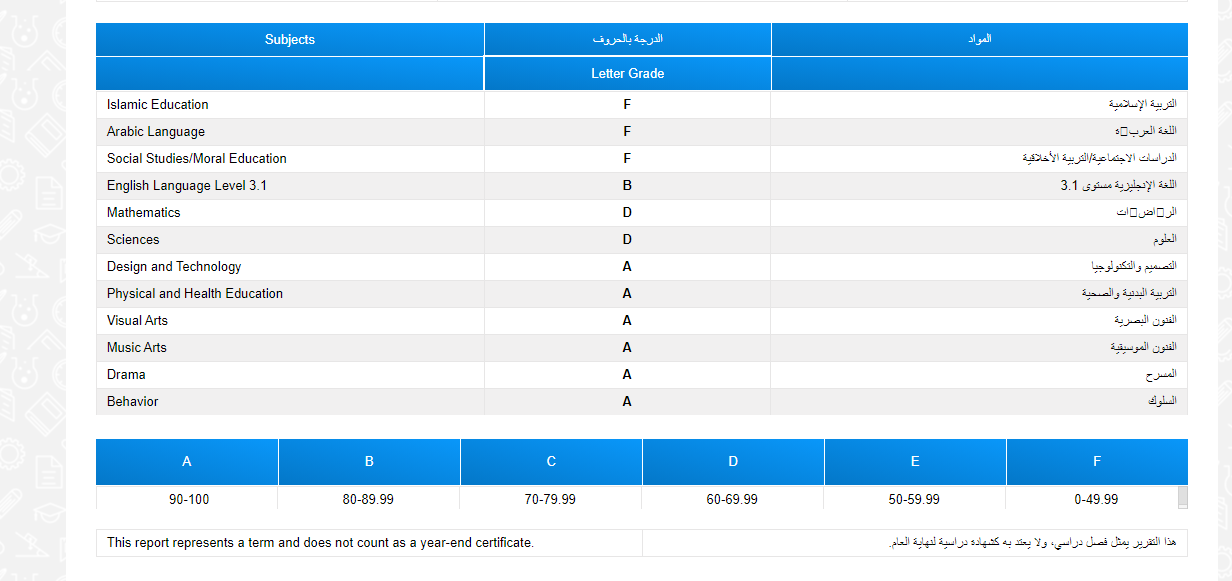 Subjects الدرجة بالحروف المواد
Letter Grade
Islamic Education F التربية الإسلامية
Arabic Language F اللغة العرب□ة
Social Studies/Moral Education F الدراسات الاجتماعية/التربية الأخلاقية
English Language Level 3.1 B اللغة الإنجليزية مستوى 3.1
Mathematics D الر□اض□ات
Sciences D العلوم
Design and Technology A التصميم والتكنولوجيا
Physical and Health Education A التربية البدنية والصحية
Visual Arts A الفنون البصرية
Music Arts A الفنون الموسيقية
Drama A المسرح
Behavior A السلوك
A B C D E F
90-100 80-89.99 70-79.99 60-69.99 50-59.99 0-49.99
This report represents a term and does not count as a year-end certificate. هذا التقرير يمثل فصل دراسي، ولا يعتد به كشهادة دراسية لنهاية العام.